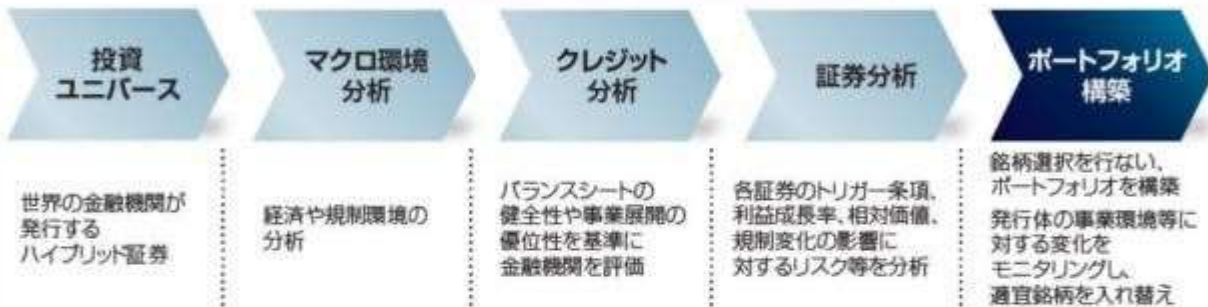 投資
ユニバース
世界の金融機関が
発行する
ハイブリッド証券
マクロ環境
分析
経済や規制環境の
分析
クレジット
分析
バランスシートの
健全性や事業展開の
優位性を基準に
金融機関を評価
証券分析
各証券のトリガー条項、
利益成長率、相対価値、
規制変化の影響に
対するリスク等を分析
ポートフォリオ
構築
銘柄選択を行ない、
ポートフォリオを構築
発行体の事業環境等に
対する変化を
モニタリングし、
適宜銘柄を入れ替え